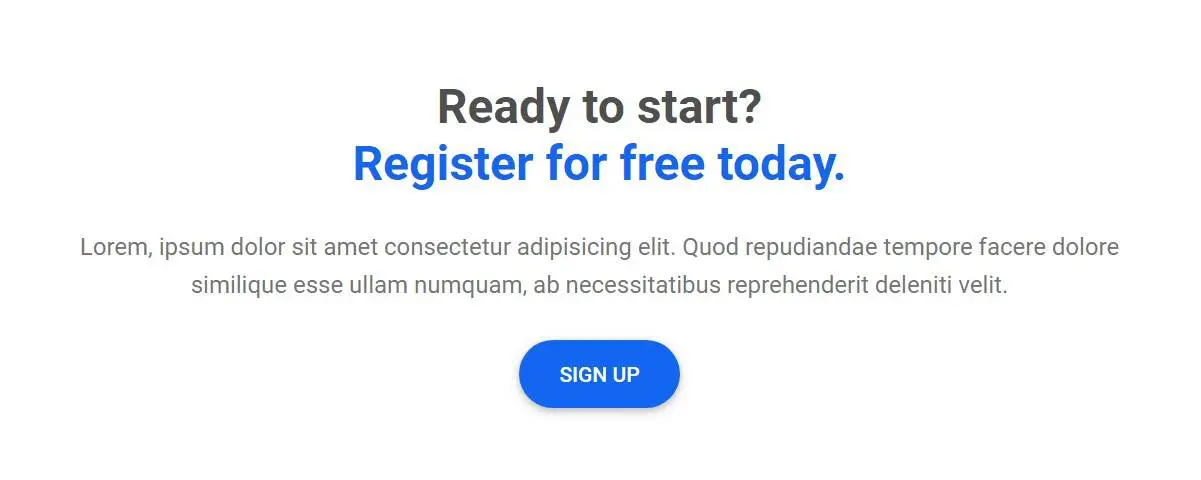 Ready to start?
Register for free today.
Lorem, ipsum dolor sit amet consectetur adipisicing elit. Quod repudiandae tempore facere dolore
similique esse ullam numquam, ab necessitatibus reprehenderit deleniti velit.
SIGN UP